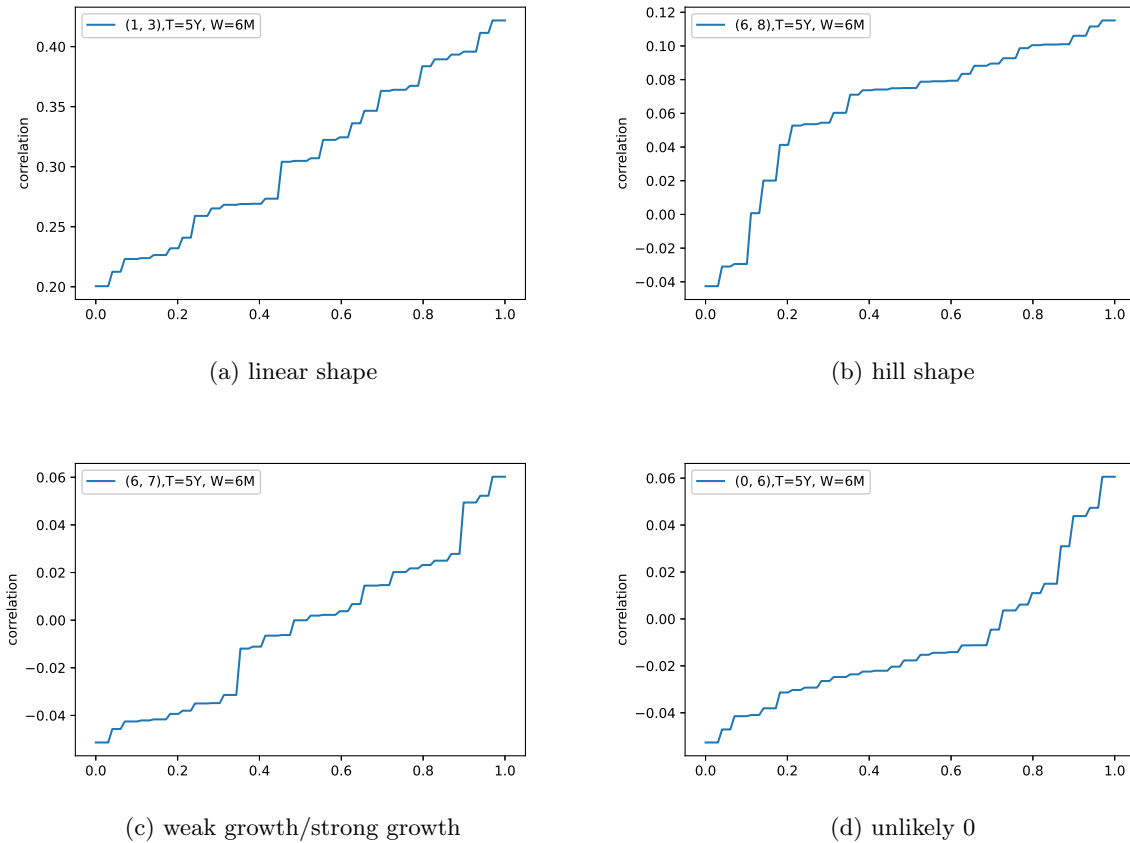 (1, 3),T=5Y, W=6M
correlation
0.40
0.35
0.30
0.25
0.20
0.0 0.2 0.4 0.6 0.8 1.0
(a) linear shape
(6, 8),T=5Y, W=6M
correlation
0.12
0.10
0.08
0.06
0.04
0.02
0.00
−0.02
−0.04
0.0 0.2 0.4 0.6 0.8 1.0
(b) hill shape
(6, 7),T=5Y, W=6M
correlation
0.06
0.04
0.02
0.00
−0.02
−0.04
0.0 0.2 0.4 0.6 0.8 1.0
(c) weak growth/strong growth
(0, 6),T=5Y, W=6M
correlation
0.06
0.04
0.02
0.00
−0.02
−0.04
0.0 0.2 0.4 0.6 0.8 1.0
(d) unlikely 0